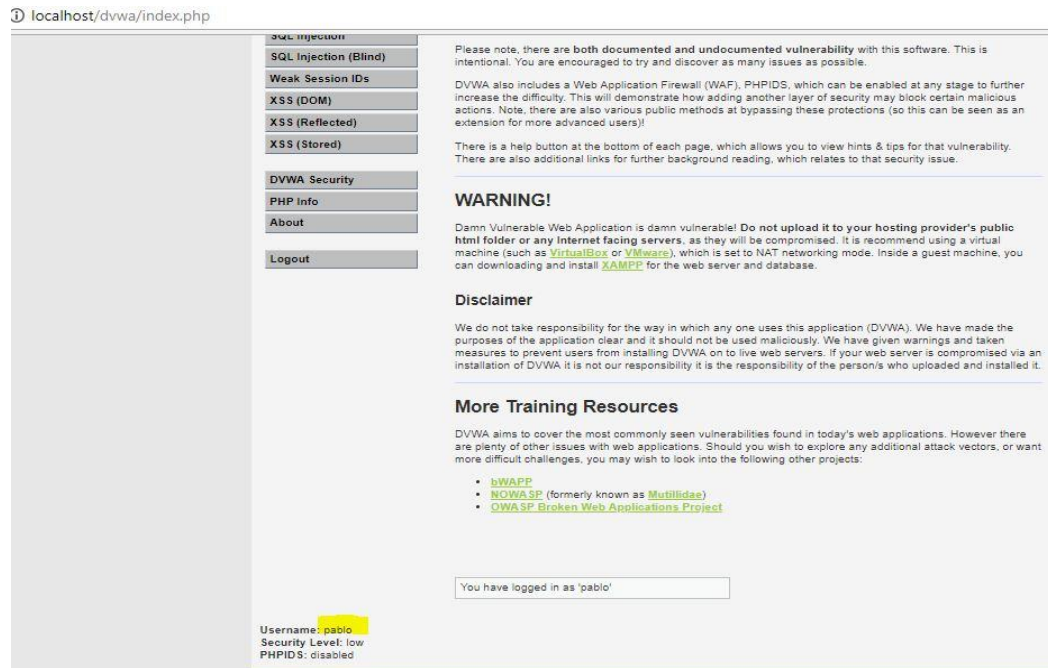 localhost/dvwa/index.php
SQL Injection
SQL Injection (Blind)
Weak Session IDs
XSS (DOM)
XSS (Reflected)
XSS (Stored)
DVWA Security
PHP Info
About
Logout
Please note, there are both documented and undocumented vulnerability with this software. This is
intentional. You are encouraged to try and discover as many issues as possible.
DVWA also includes a Web Application Firewall (WAF), PHPIDS, which can be enabled at any stage to further
increase the difficulty. This will demonstrate how adding another layer of security may block certain malicious
actions. Note, there are also various public methods at bypassing these protections (so this can be seen as an
extension for more advanced users)!
There is a help button at the bottom of each page, which allows you to view hints & tips for that vulnerability.
There are also additional links for further background reading, which relates to that security issue.
WARNING!
Damn Vulnerable Web Application is damn vulnerable! Do not upload it to your hosting provider's public
html folder or any Internet facing servers, as they will be compromised. It is recommend using a virtual
machine (such as VirtualBox or VMware), which is set to NAT networking mode. Inside a guest machine, you
can downloading and install XAMPP for the web server and database.
Disclaimer
We do not take responsibility for the way in which any one uses this application (DVWA). We have made the
purposes of the application clear and it should not be used maliciously. We have given warnings and taken
measures to prevent users from installing DVWA on to live web servers. If your web server is compromised via an
installation of DVWA it is not our responsibility it is the responsibility of the person/s who uploaded and installed it.
More Training Resources
DVWA aims to cover the most commonly seen vulnerabilities found in today's web applications. However there
are plenty of other issues with web applications. Should you wish to explore any additional attack vectors, or want
more difficult challenges, you may wish to look into the following other projects:
• bWAPP
• NOWASP (formerly known as Mutillidae)
• OWASP Broken Web Applications Project
You have logged in as 'pablo'
Username: pablo
Security Level: low
PHPIDS: disabled